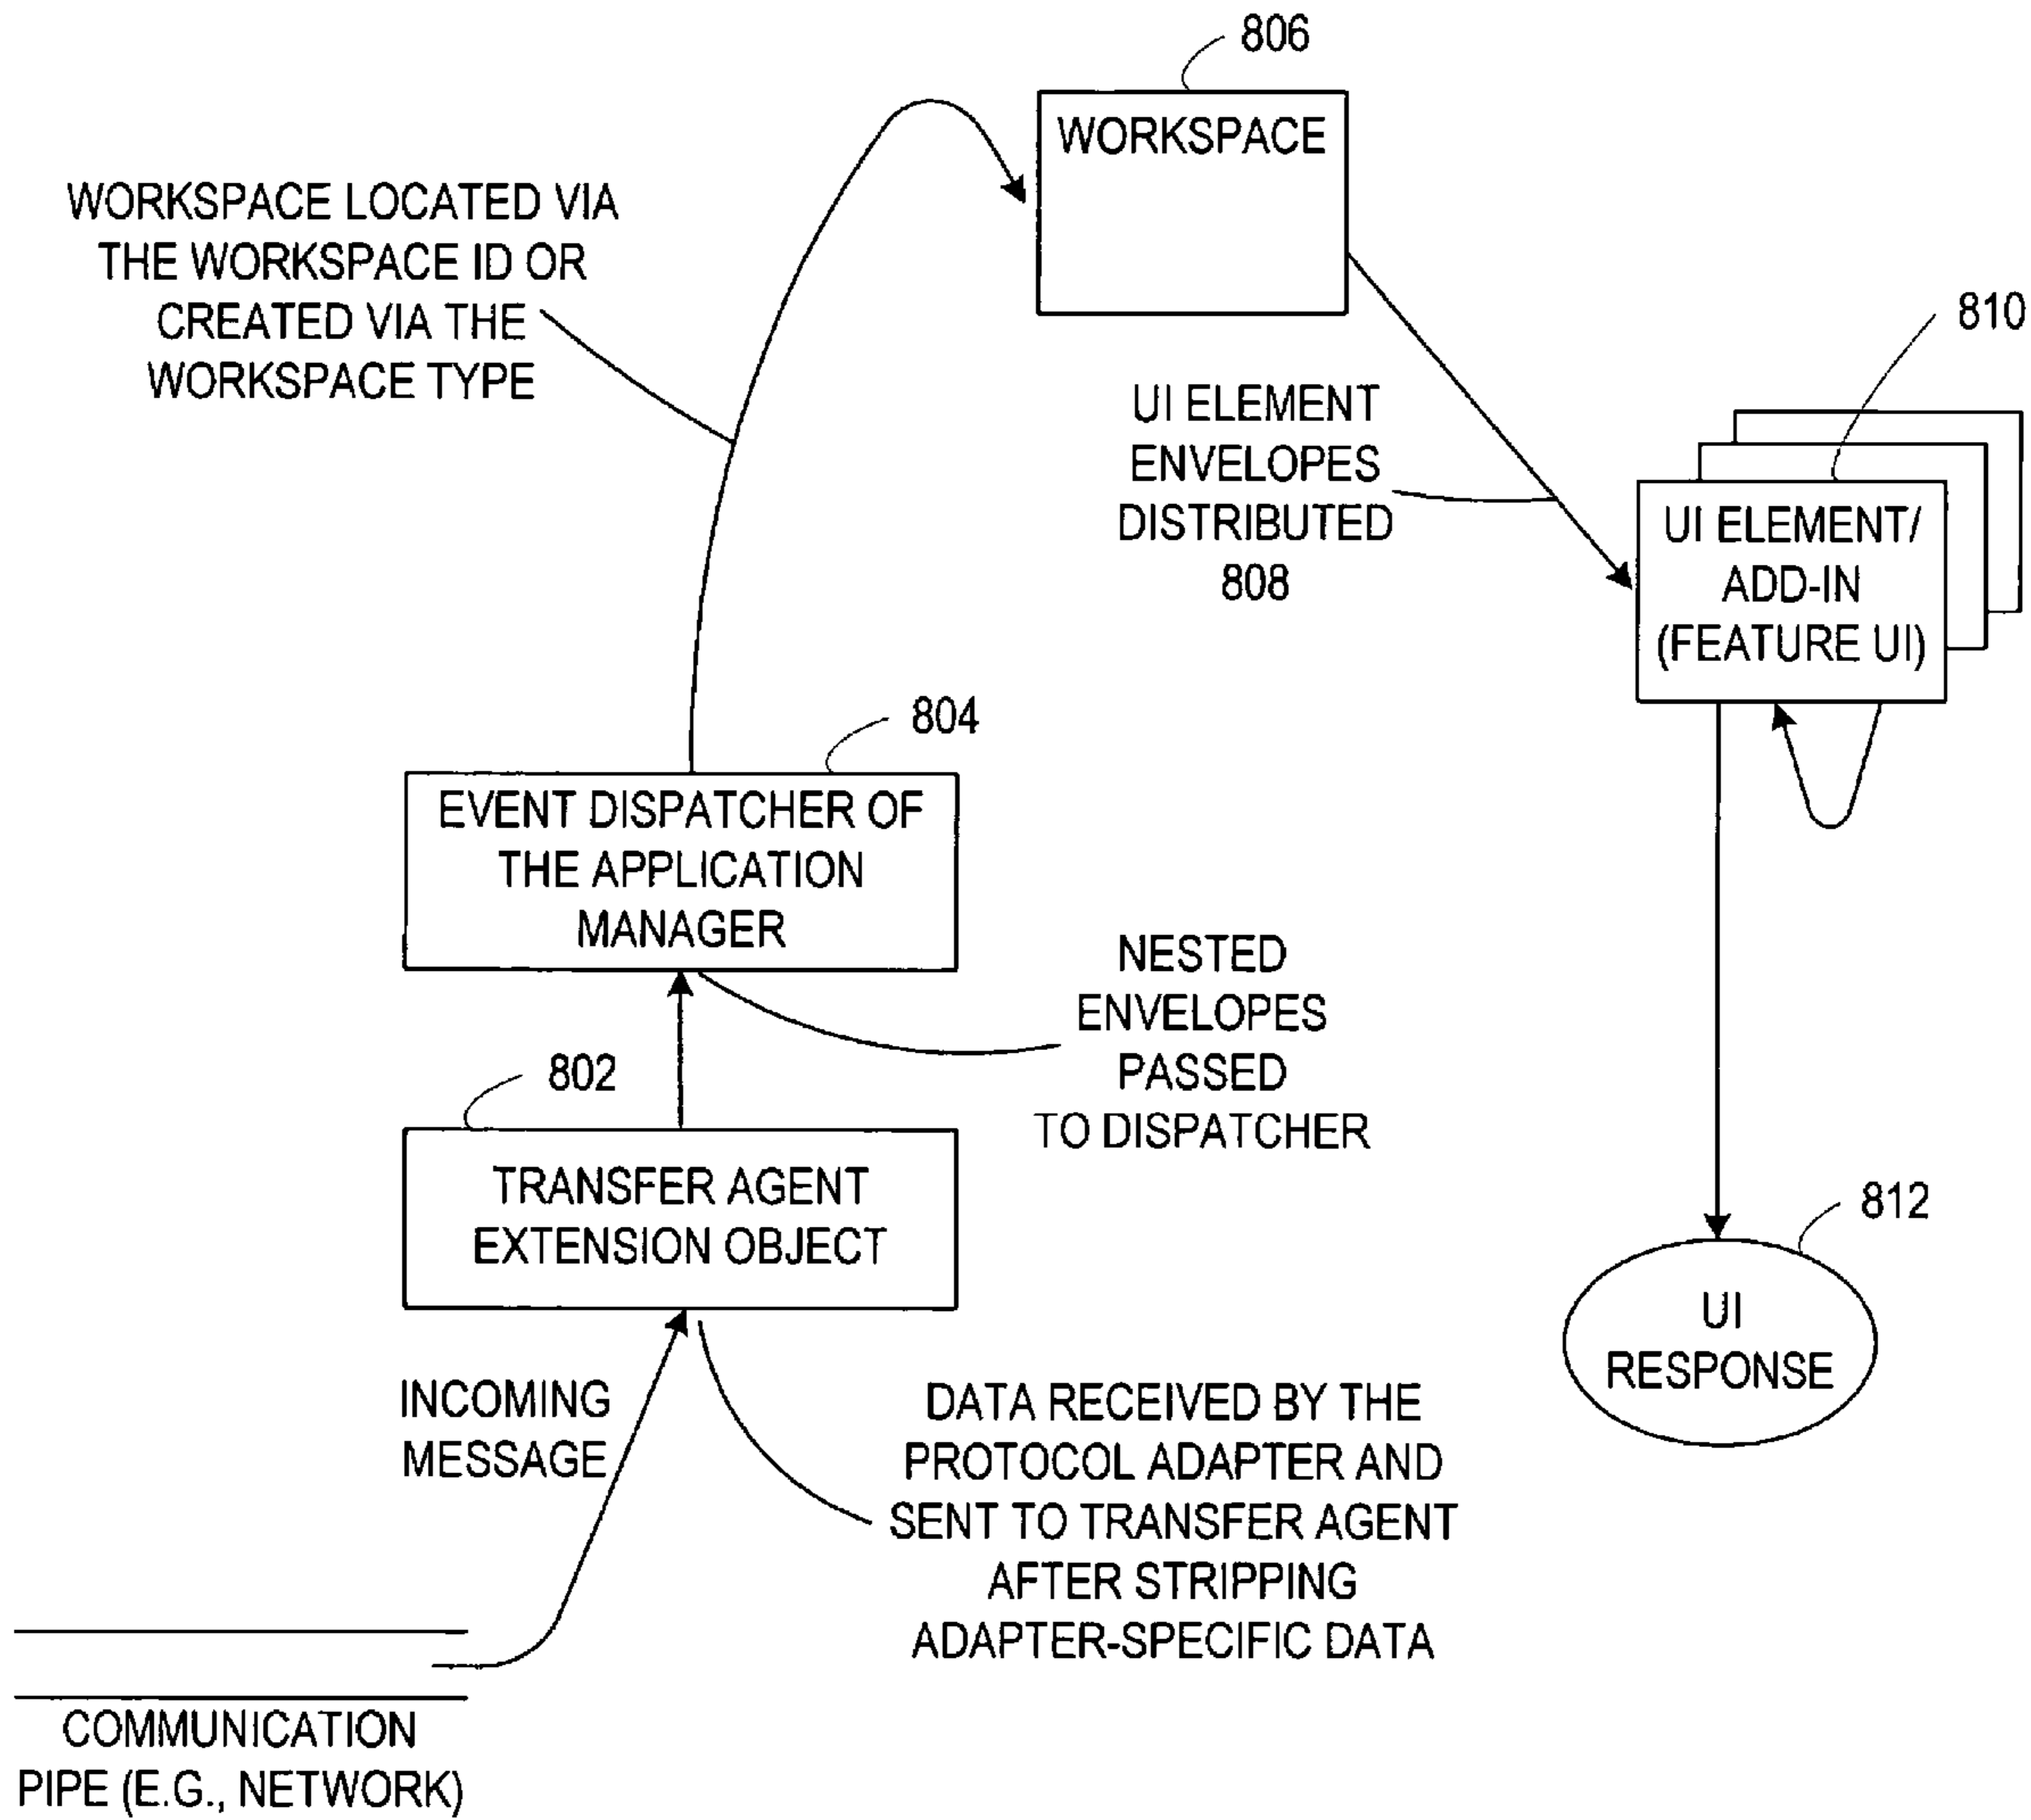 806
WORKSPACE
WORKSPACE LOCATED VIA
THE WORKSPACE ID OR
CREATED VIA THE
WORKSPACE TYPE
810
UI ELEMENT
ENVELOPES
DISTRIBUTED
808
UI ELEMENT/
ADD-IN
(FEATURE UI)
804
EVENT DISPATCHER OF
THE APPLICATION
MANAGER
NESTED
ENVELOPES
PASSED
TO DISPATCHER
802
TRANSFER AGENT
EXTENSION OBJECT
812
UI
RESPONSE
INCOMING
MESSAGE
DATA RECEIVED BY THE
PROTOCOL ADAPTER AND
SENT TO TRANSFER AGENT
AFTER STRIPPING
ADAPTER-SPECIFIC DATA
COMMUNICATION
PIPE (E.G., NETWORK)